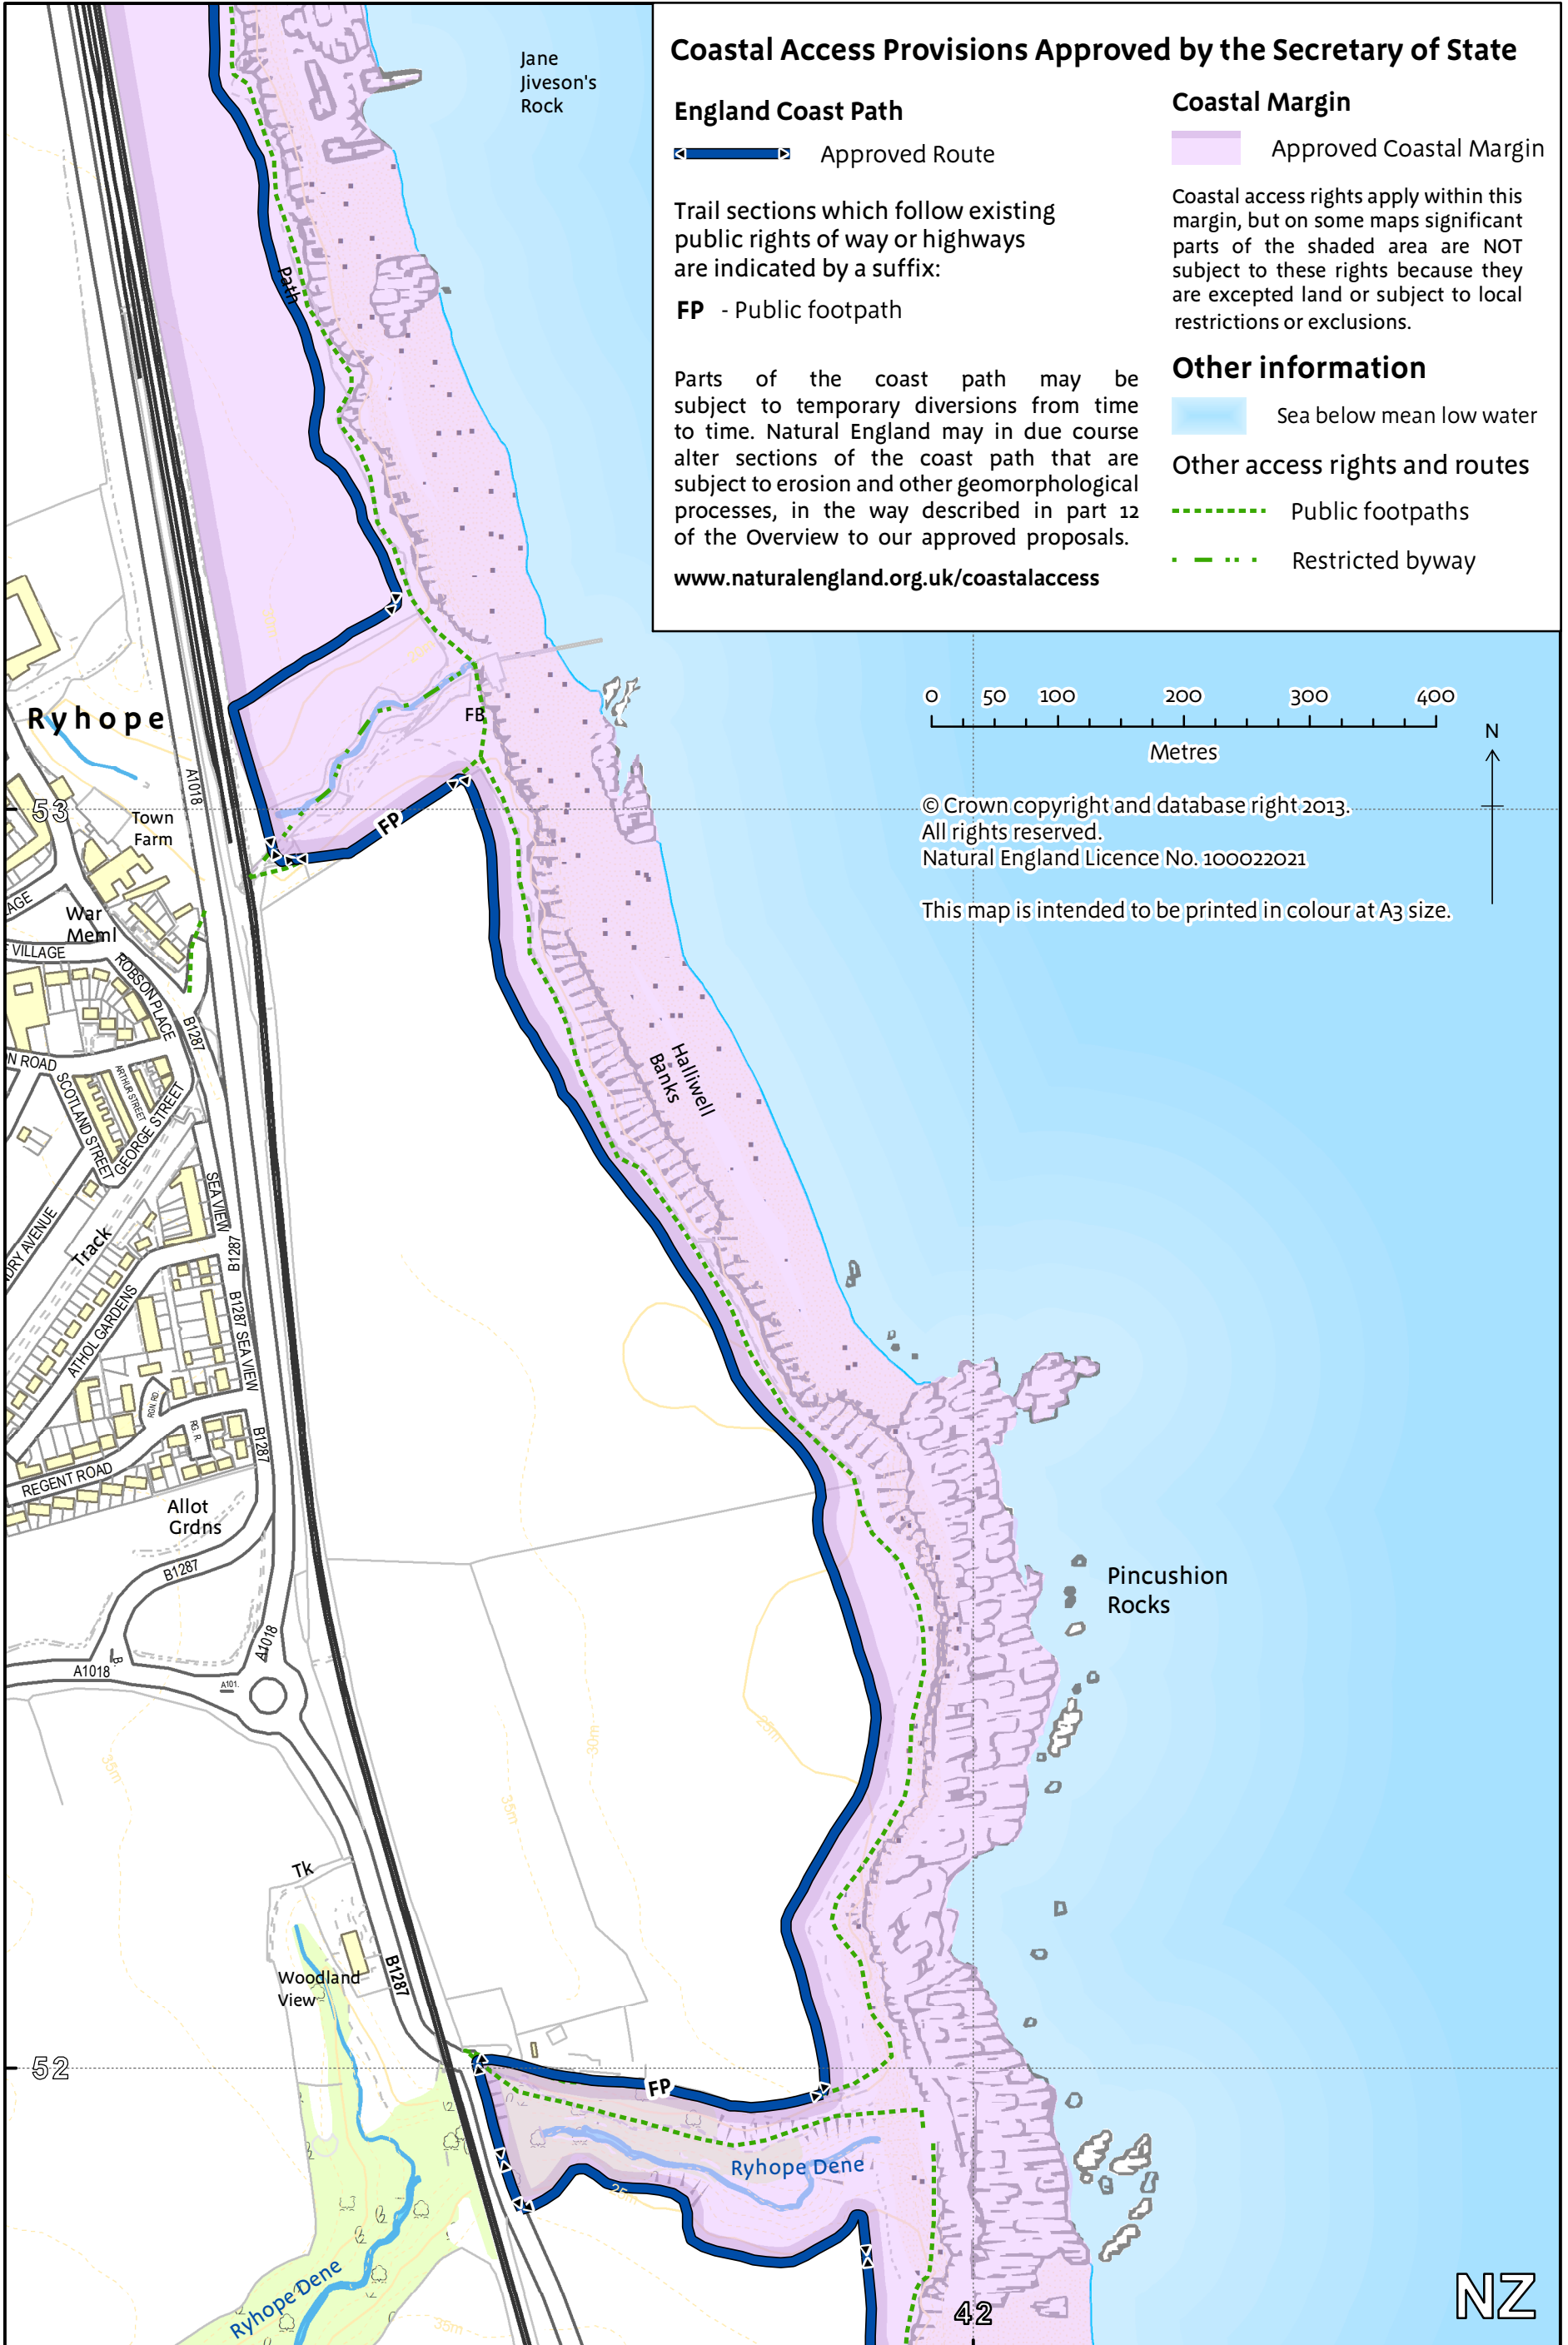 Jane
Jiveson's
Rock
Coastal Access Provisions Approved by the Secretary of State
England Coast Path
Approved Route
Trail sections which follow existing
public rights of way or highways
are indicated by a suffix:
FP - Public footpath
Parts of the coast path may be
subject to temporary diversions from time
to time. Natural England may in due course
alter sections of the coast path that are
subject to erosion and other geomorphological
processes, in the way described in part 12
of the Overview to our approved proposals.
www.naturalengland.org.uk/coastalaccess
Coastal Margin
Approved Coastal Margin
Coastal access rights apply within this
margin, but on some maps significant
parts of the shaded area are NOT
subject to these rights because they
are excepted land or subject to local
restrictions or exclusions.
Other information
Sea below mean low water
Other access rights and routes
Public footpaths
Restricted byway
0 50 100 200 300 400
Metres
N
© Crown copyright and database right 2013.
All rights reserved.
Natural England Licence No. 100022021
This map is intended to be printed in colour at A3 size.
Path
Ryhope
A1018
FB
53
Town
Farm
FP
War
Meml
AGE
F VILLAGE
ROBSON PLACE
B1287
N ROAD
SCOTLAND STREET
ARTHUR STREET
GEORGE STREET
Halliwell
Banks
SEA VIEW
B1287
DRY AVENUE
Track
B1287 SEA VIEW
ATHOL GARDENS
RGN. RD
RG. R.
B1287
REGENT ROAD
Allot
Grdns
B1287
Pincushion
Rocks
A1018
A1018
B.
A101.
25m
30m
35m
35m
Tk
Woodland
View
B1287
52
FP
Ryhope Dene
25m
Ryhope Dene
35m
42
NZ